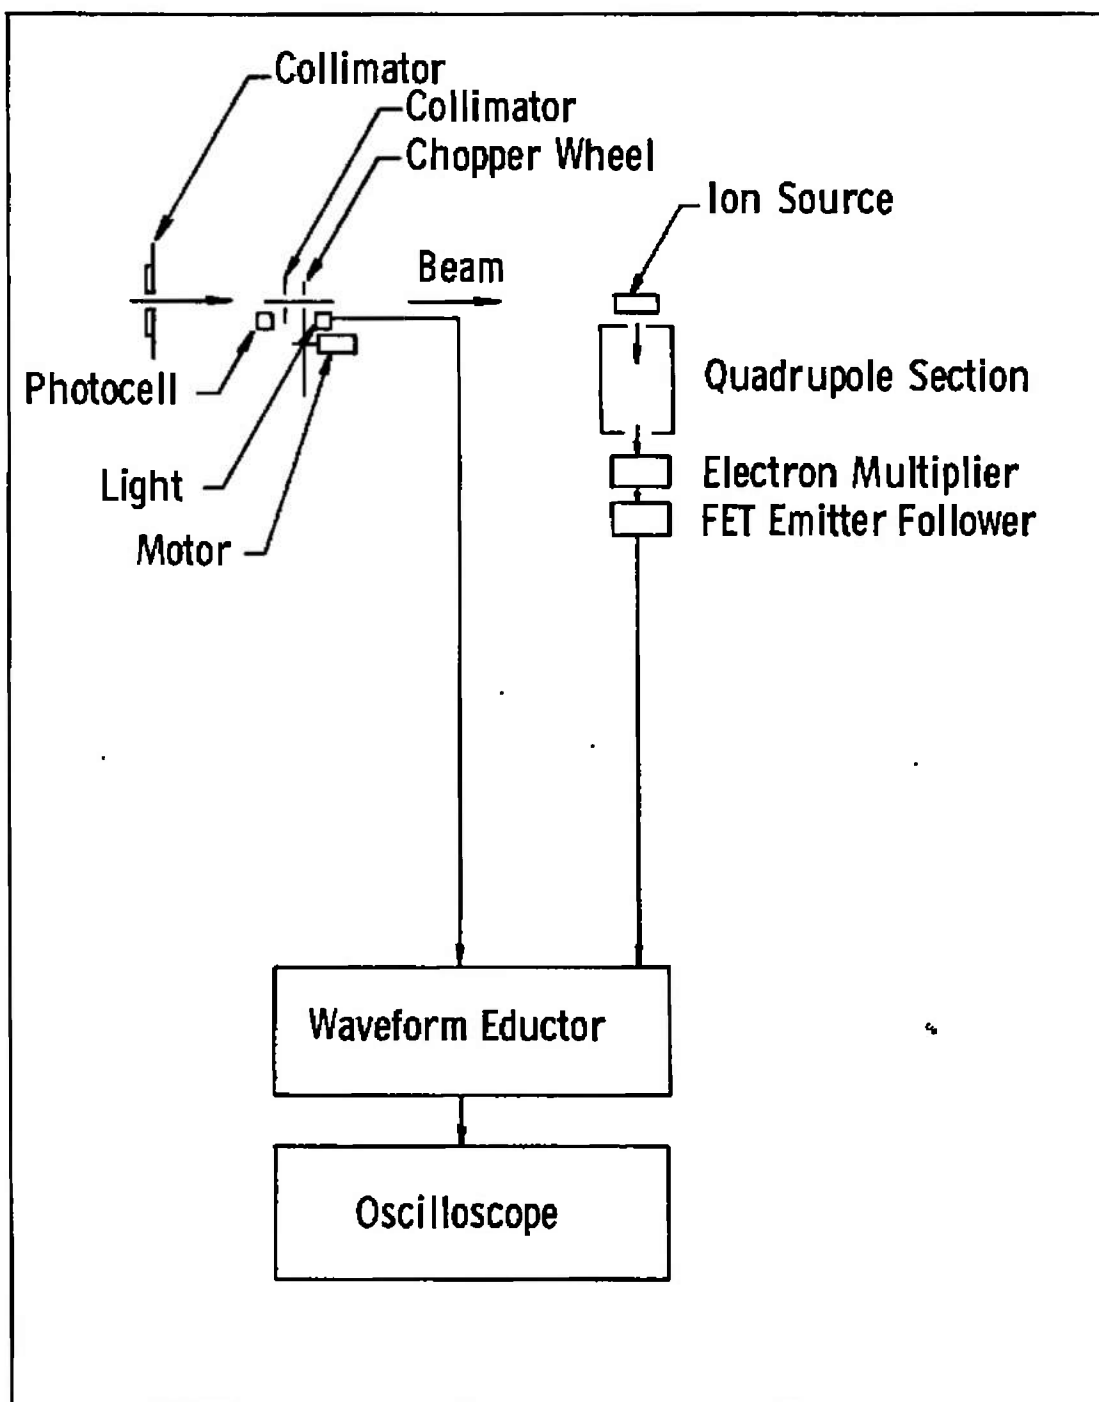 Collimator
Collimator
Chopper Wheel
Ion Source
Beam
Photocell
Quadrupole Section
Light
Electron Multiplier
FET Emitter Follower
Motor
Waveform Eductor
Oscilloscope